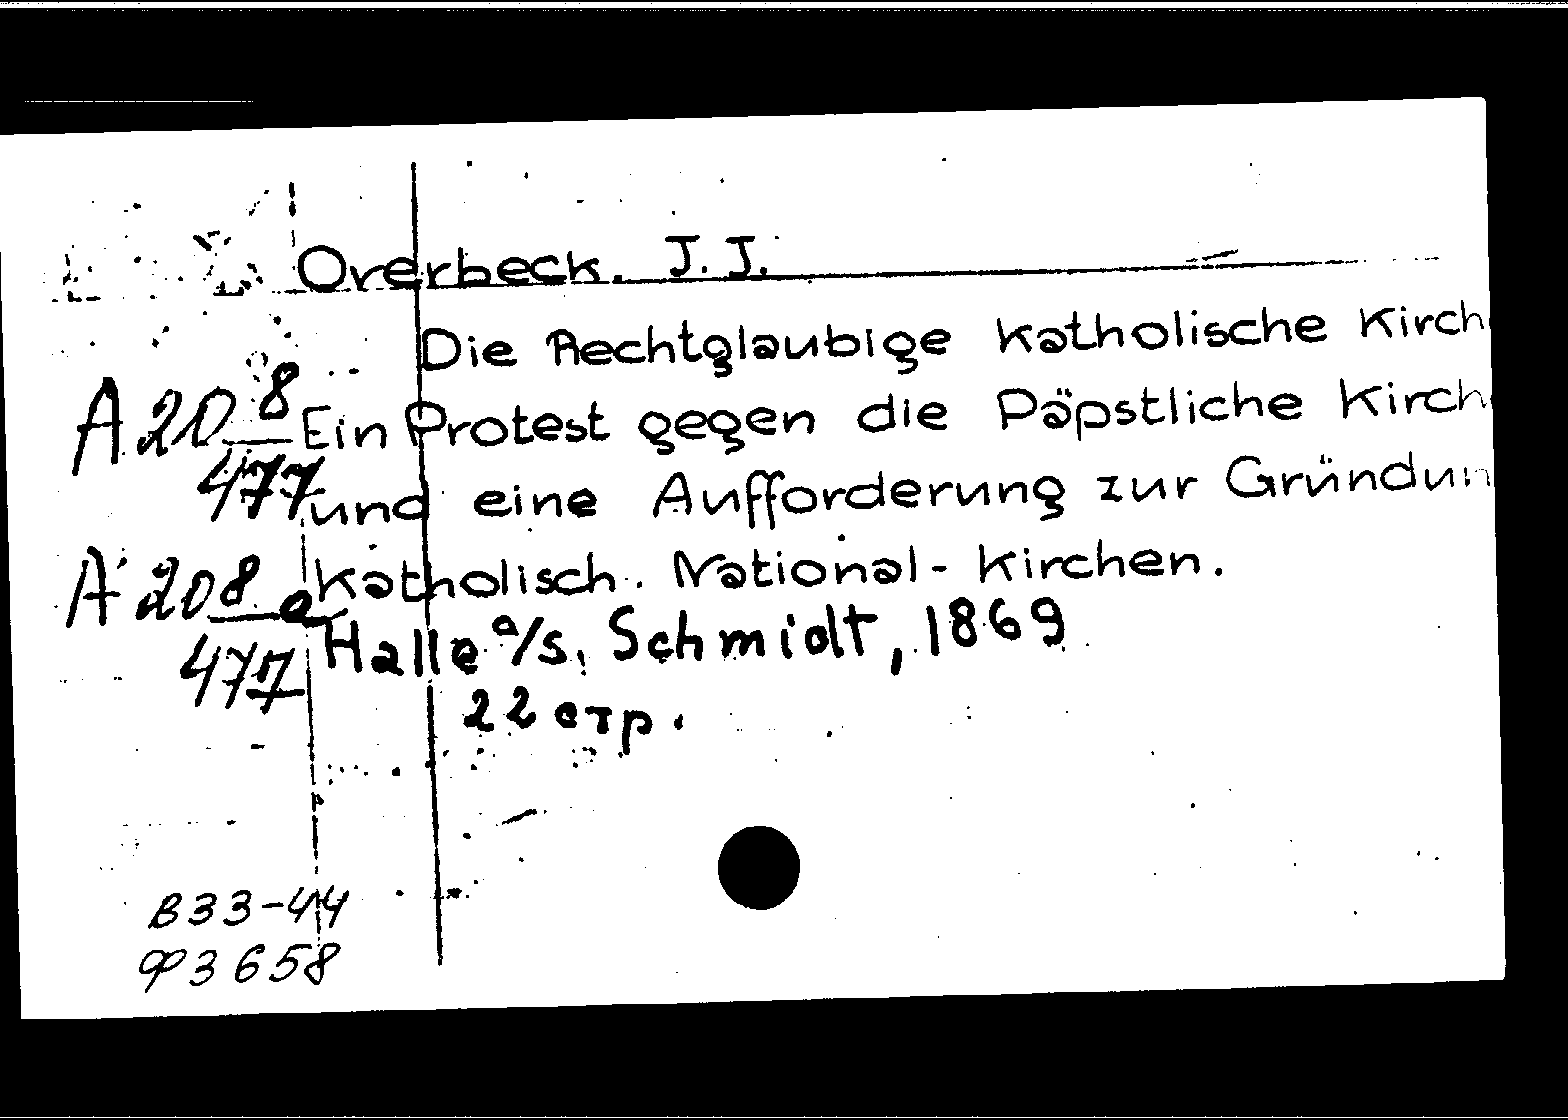 Overbeck. J. J.
Die Rechtglaubige Katholische Kirch
A 20 8/477
Ein Protest gegen die Päpstliche Kirch
und eine Aufforderung zur Gründun
A 208 a/477
Katholisch. National-Kirchen.
Halle a/s, Schmidt, 1869
22 стр.
В33-44
Ф3658